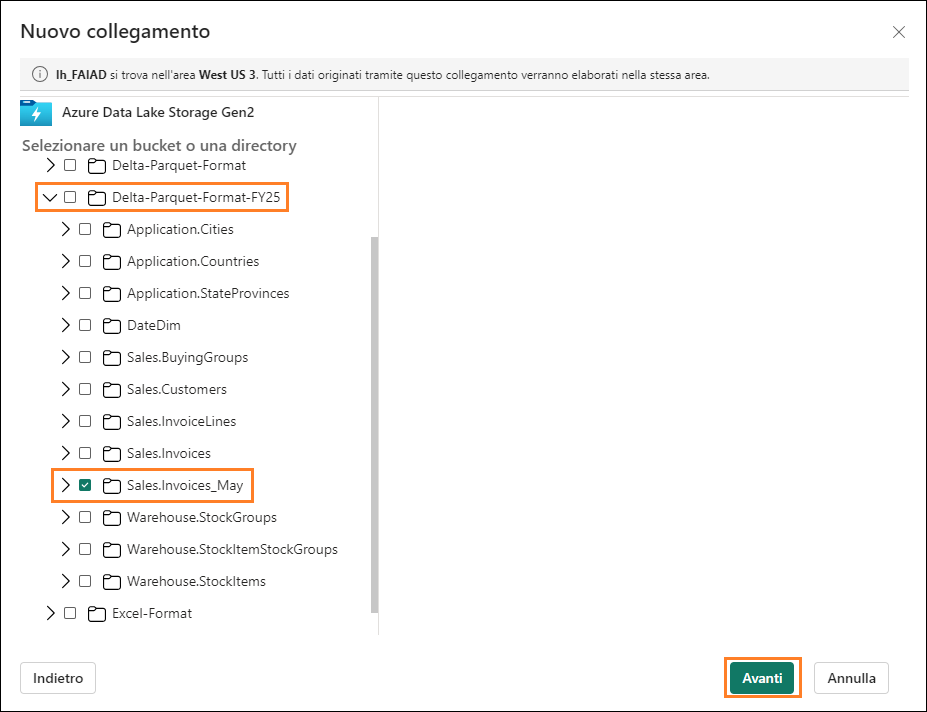 Nuovo collegamento
lh_FAIAD si trova nell'area West US 3. Tutti i dati originati tramite questo collegamento verranno elaborati nella stessa area.
Azure Data Lake Storage Gen2
Selezionare un bucket o una directory
Delta-Parquet-Format
Delta-Parquet-Format-FY25
Application.Cities
Application.Countries
Application.StateProvinces
DateDim
Sales.BuyingGroups
Sales.Customers
Sales.InvoiceLines
Sales.Invoices
Sales.Invoices_May
Warehouse.StockGroups
Warehouse.StockItemStockGroups
Warehouse.StockItems
Excel-Format
Indietro
Avanti
Annulla